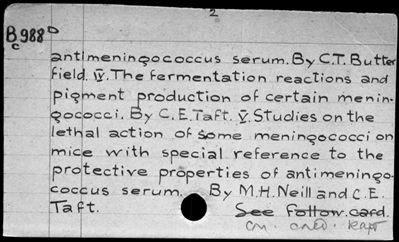 2
B988D
c
antimeningococcus serum. By C.T. Butter
field. IV. The fermentation reactions and
pigment production of certain menin-
gococci. By C.E. Taft. V. Studies on the
lethal action of some meningococci on
mice with special reference to the
protective properties of antimeningo-
coccus serum. By M.H. Neill and C.E.
Taft. See follow. card.